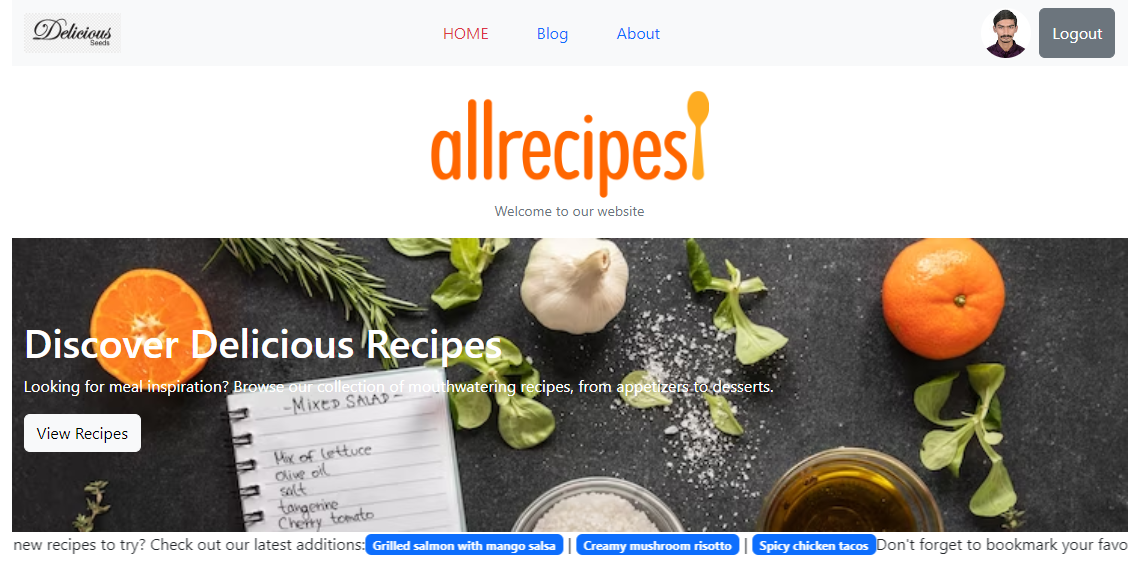 Delicious
Seeds
HOME
Blog
About
Logout
allrecipes
Welcome to our website
Discover Delicious Recipes
Looking for meal inspiration? Browse our collection of mouthwatering recipes, from appetizers to desserts.
View Recipes
-MIXED SALAD-
Mix of lettuce
olive oil
salt
tangerine
Cherry tomato
new recipes to try? Check out our latest additions: Grilled salmon with mango salsa | Creamy mushroom risotto | Spicy chicken tacos Don't forget to bookmark your favo